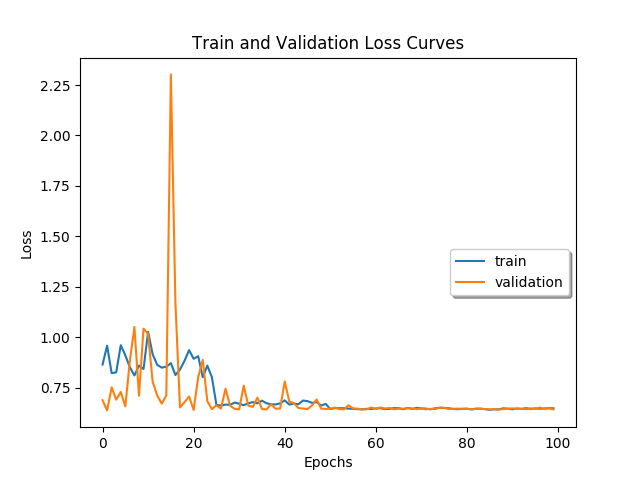 Train and Validation Loss Curves
2.25
2.00
1.75
1.50
1.25
1.00
0.75
Loss
train
validation
0
20
40
60
80
100
Epochs